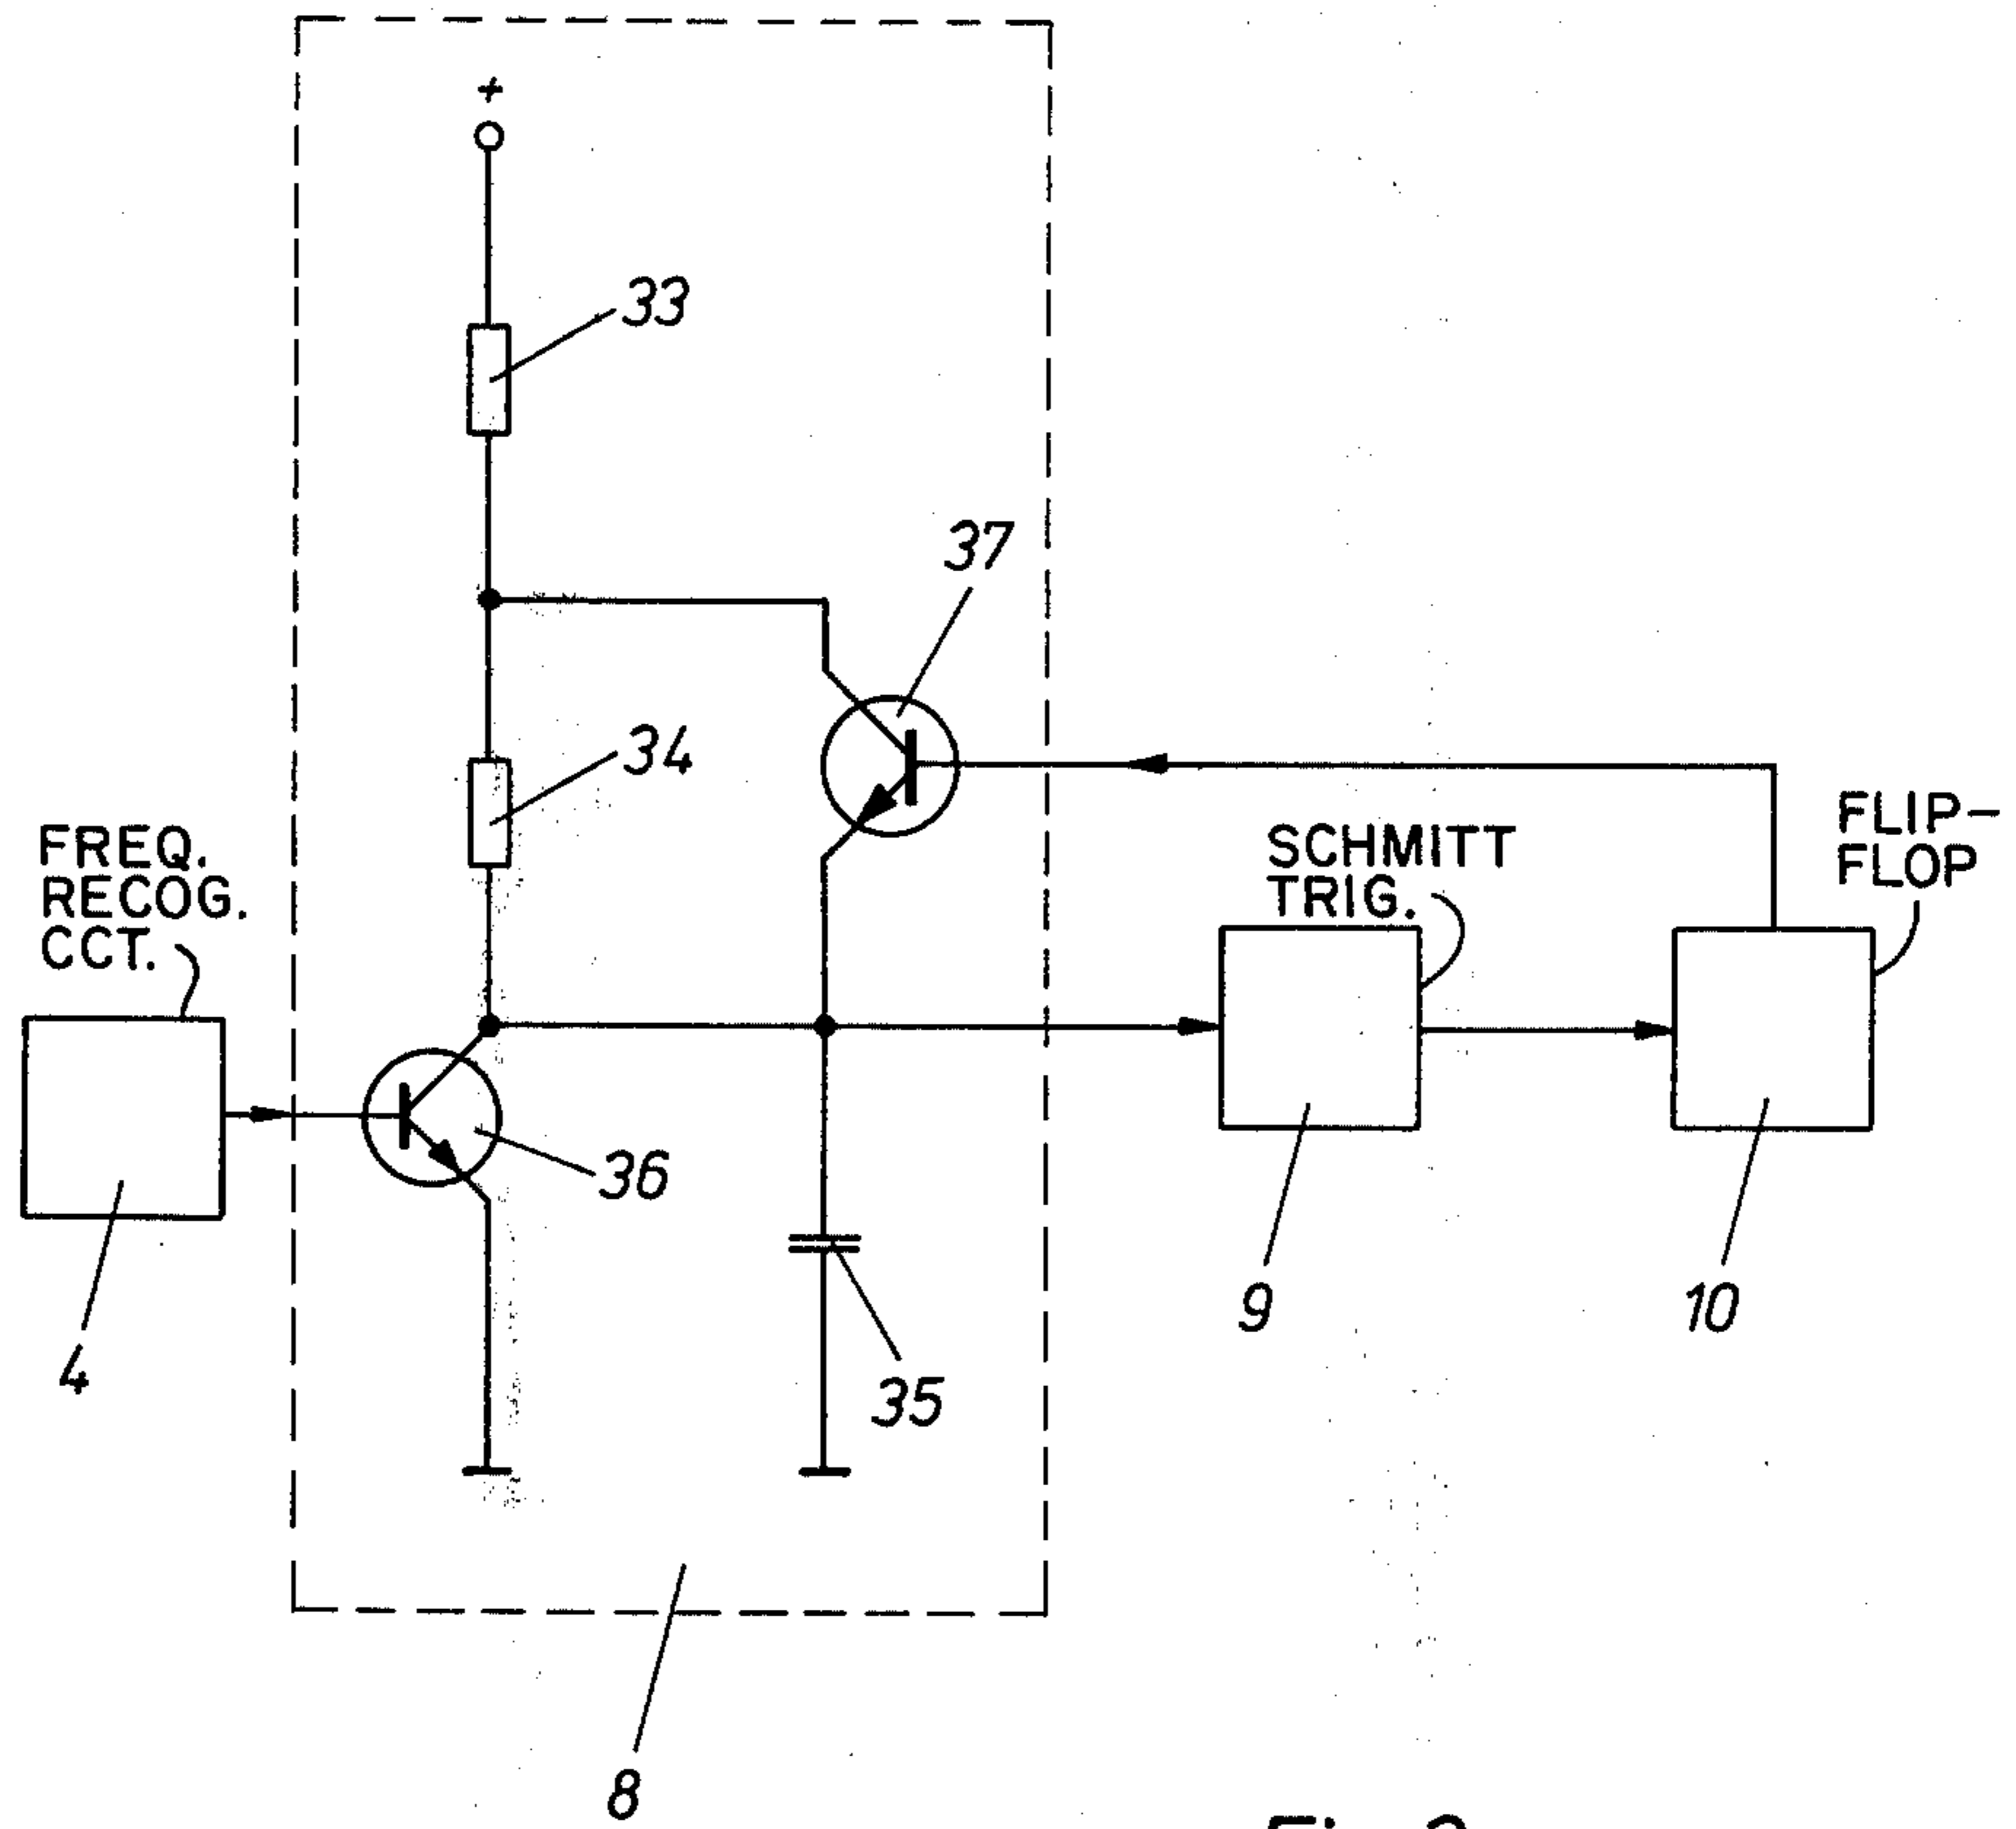 +
33
37
34
FREQ.
RECOG.
CCT.
SCHMITT
TRIG.
FLIP-
FLOP
36
4
35
9
10
8